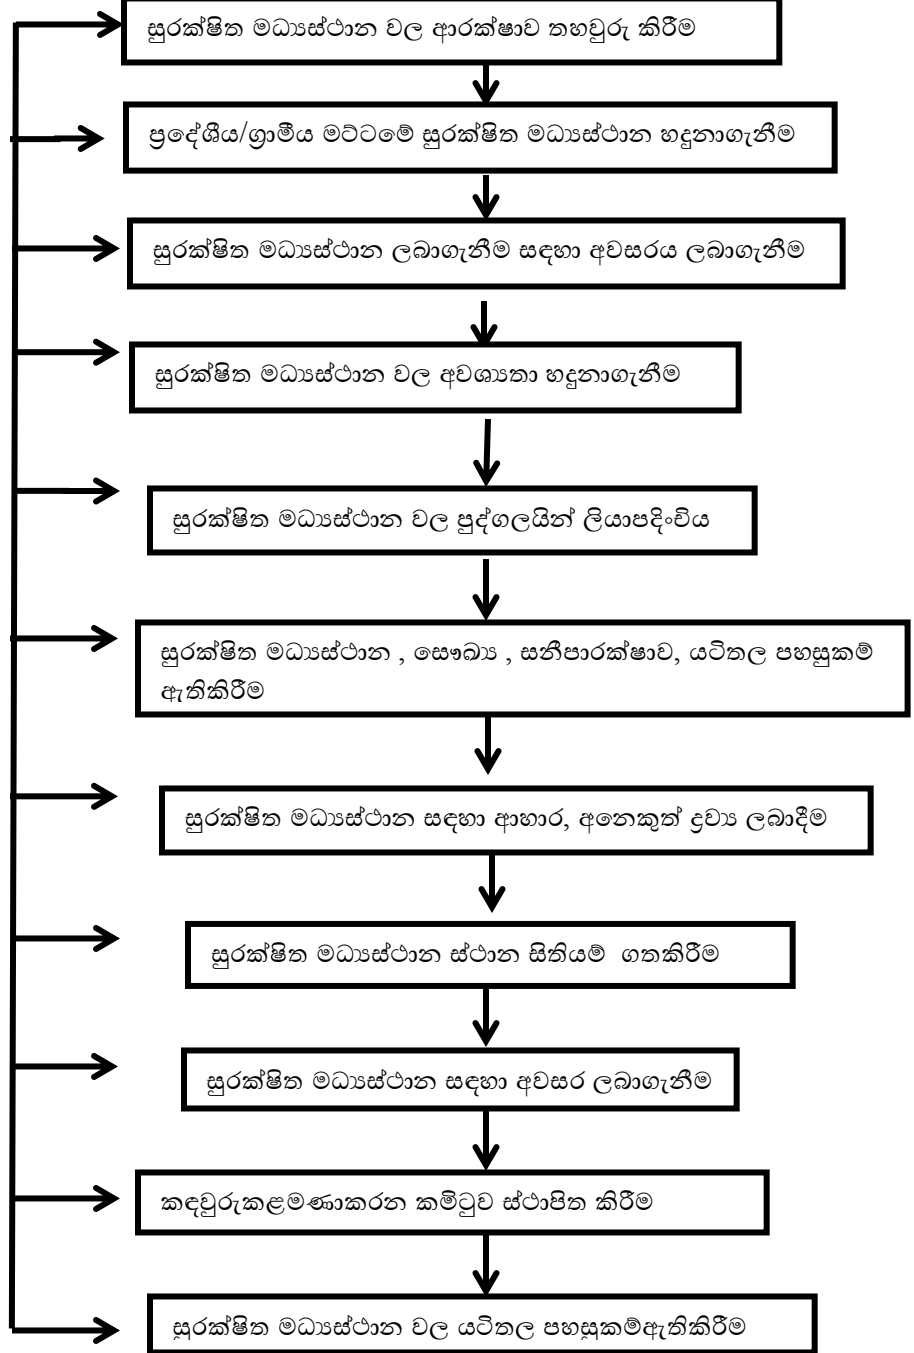 සුරක්ෂිත මධ්‍යස්ථාන වල ආරක්ෂාව තහවුරු කිරීම
ප්‍රදේශීය/ග්‍රාමීය මට්ටමේ සුරක්ෂිත මධ්‍යස්ථාන හදුනාගැනීම
සුරක්ෂිත මධ්‍යස්ථාන ලබාගැනීම සඳහා අවසරය ලබාගැනීම
සුරක්ෂිත මධ්‍යස්ථාන වල අවශ්‍යතා හදුනාගැනීම
සුරක්ෂිත මධ්‍යස්ථාන වල පුද්ගලයින් ලියාපදිංචිය
සුරක්ෂිත මධ්‍යස්ථාන , සෞඛ්‍ය , සනීපාරක්ෂාව, යටිතල පහසුකම්
ඇතිකිරීම
සුරක්ෂිත මධ්‍යස්ථාන සඳහා ආහාර, අනෙකුත් ද්‍රව්‍ය ලබාදීම
සුරක්ෂිත මධ්‍යස්ථාන ස්ථාන සිතියම් ගතකිරීම
සුරක්ෂිත මධ්‍යස්ථාන සඳහා අවසර ලබාගැනීම
කඳවුරුකළමණාකරන කමිටුව ස්ථාපිත කිරීම
සුරක්ෂිත මධ්‍යස්ථාන වල යටිතල පහසුකම්ඇතිකිරීම